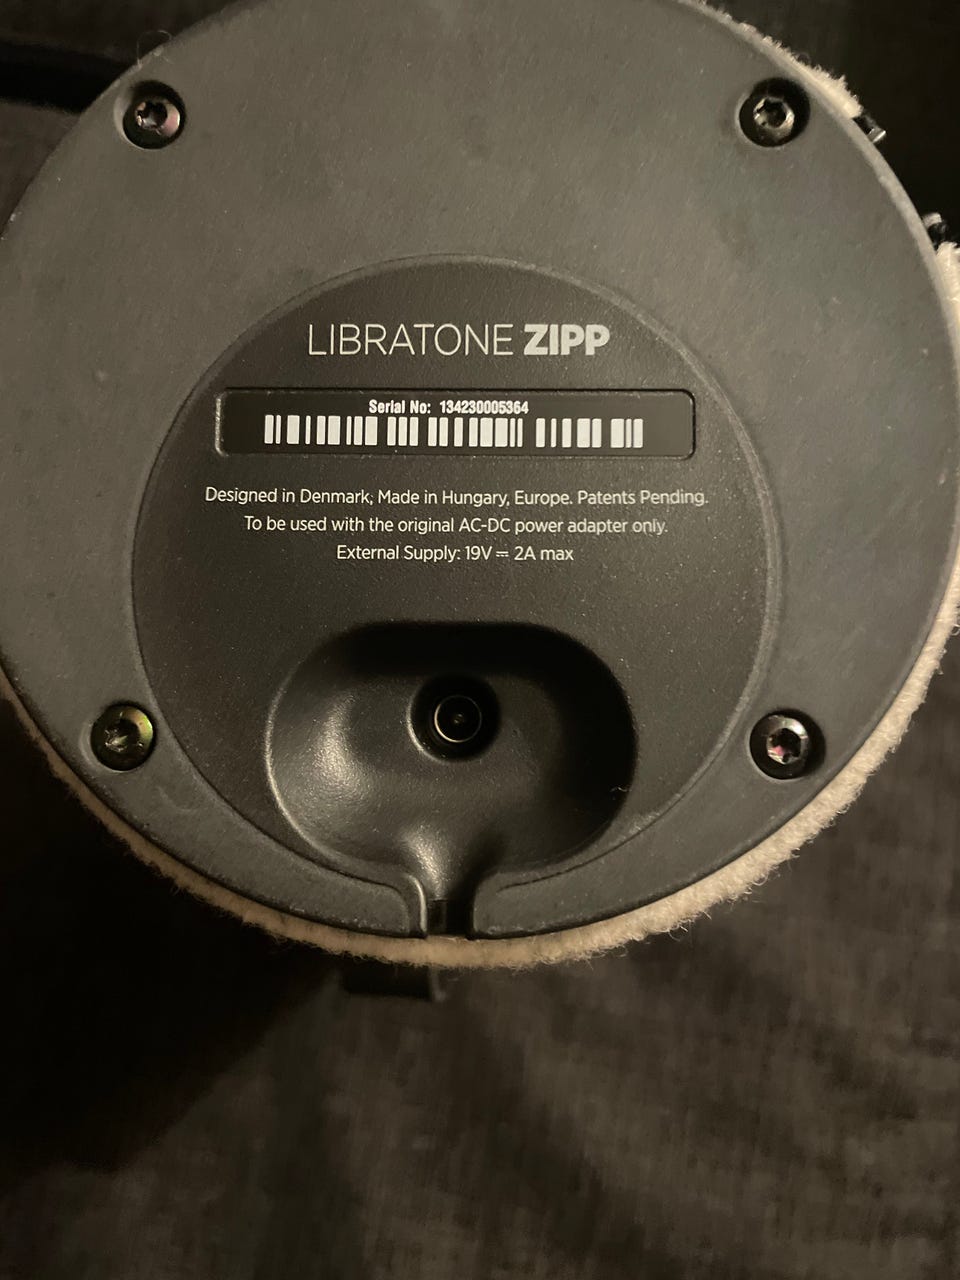 LIBRATONE ZIPP
Serial No: 134230005364
Designed in Denmark, Made in Hungary, Europe. Patents Pending.
To be used with the original AC-DC power adapter only.
External Supply: 19V ⎓ 2A max